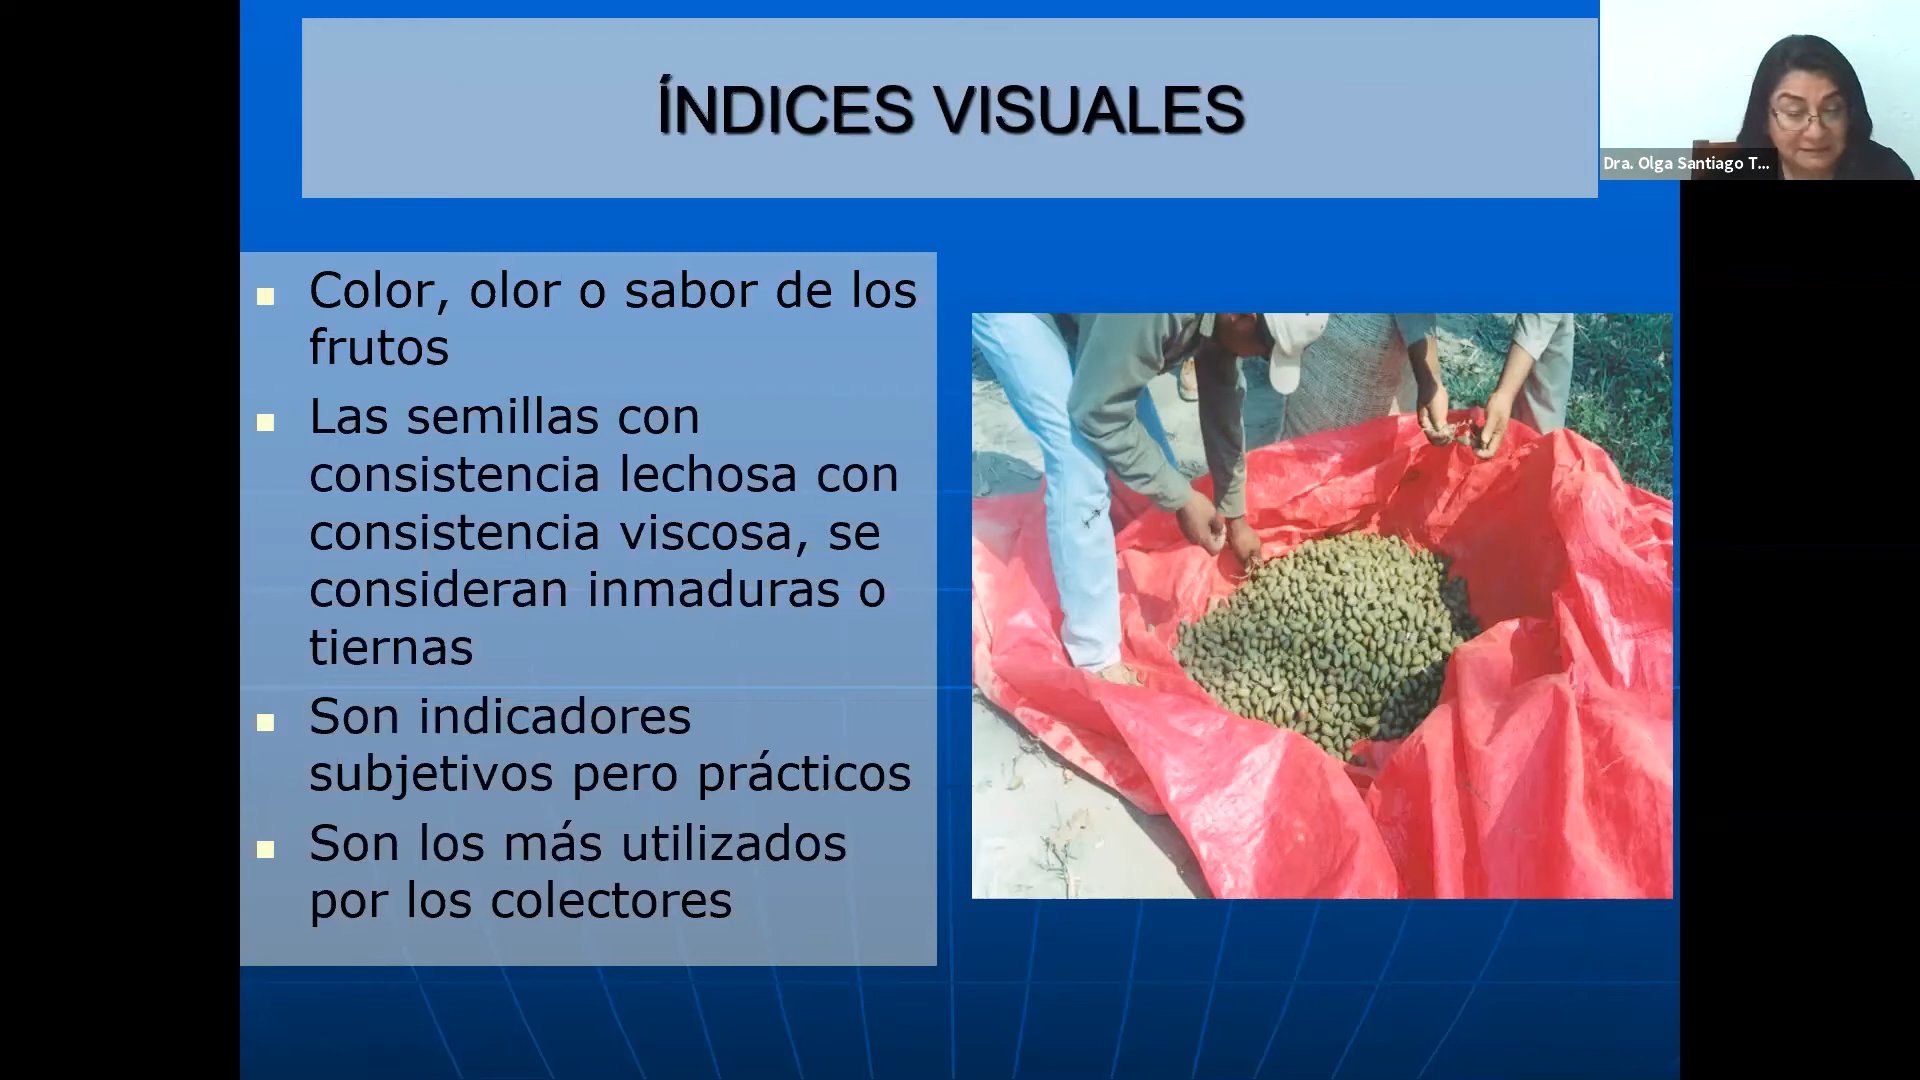 ÍNDICES VISUALES
Dra. Olga Santiago T...
Color, olor o sabor de los
frutos
Las semillas con
consistencia lechosa con
consistencia viscosa, se
consideran inmaduras o
tiernas
Son indicadores
subjetivos pero prácticos
Son los más utilizados
por los colectores